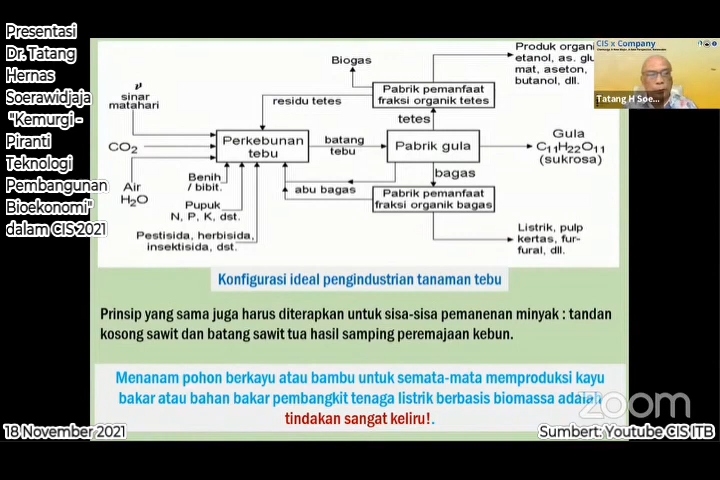 Presentasi
Dr. Tatang
Hernas
Soerawidjaja
"Kemurgi -
Piranti
Teknologi
Pembangunan
Bioekonomi"
dalam CIS 2021
CIS x Company
Tatang H Soe...
Produk organi
etanol, as. glu
mat, aseton,
butanol, dll.
Biogas
Pabrik pemanfaat
fraksi organik tetes
residu tetes
tetes
sinar
matahari
CO2
Air
H2O
Perkebunan
tebu
batang
tebu
Pabrik gula
Gula
C11H22O11
(sukrosa)
bagas
Benih
/ bibit.
abu bagas
Pabrik pemanfaat
fraksi organik bagas
Pupuk
N, P, K, dst.
Pestisida, herbisida,
insektisida, dst.
Listrik, pulp
kertas, fur-
fural, dll.
Konfigurasi ideal pengindustrian tanaman tebu
Prinsip yang sama juga harus diterapkan untuk sisa-sisa pemanenan minyak : tandan
kosong sawit dan batang sawit tua hasil samping peremajaan kebun.
Menanam pohon berkayu atau bambu untuk semata-mata memproduksi kayu
bakar atau bahan bakar pembangkit tenaga listrik berbasis biomassa adalah
tindakan sangat keliru!.
zoom
18 November 2021
Sumbert: Youtube CIS ITB